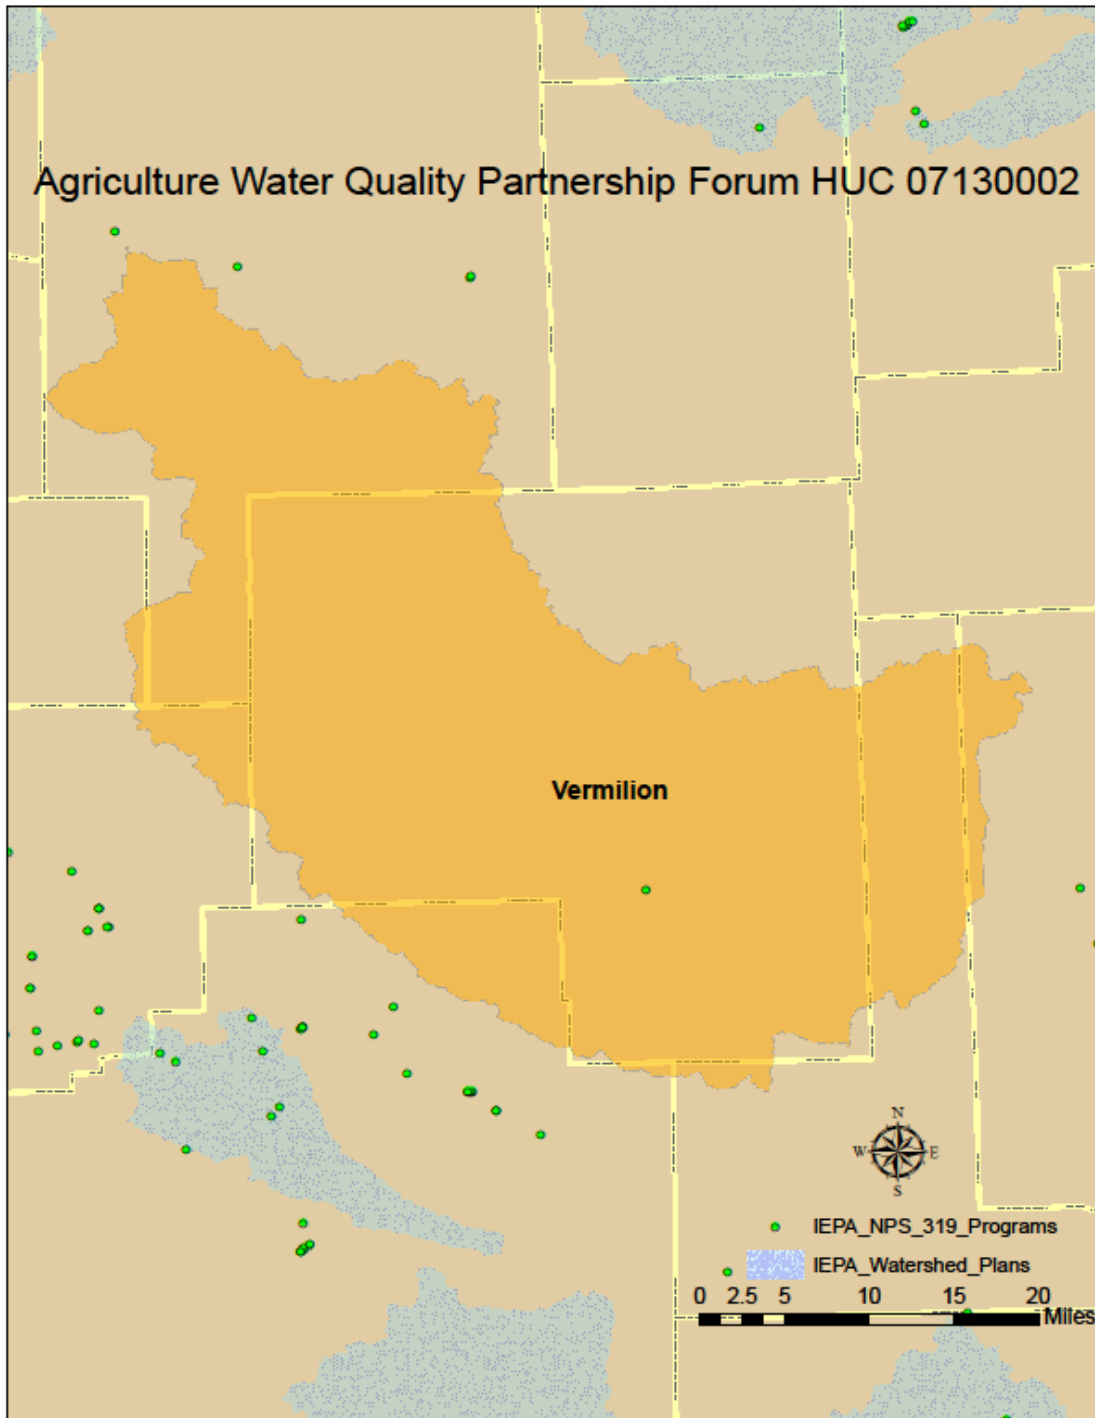 Agriculture Water Quality Partnership Forum HUC 07130002
Vermilion
N
W E
S
IEPA_NPS_319_Programs
IEPA_Watershed_Plans
0 2.5 5 10 15 20
Miles